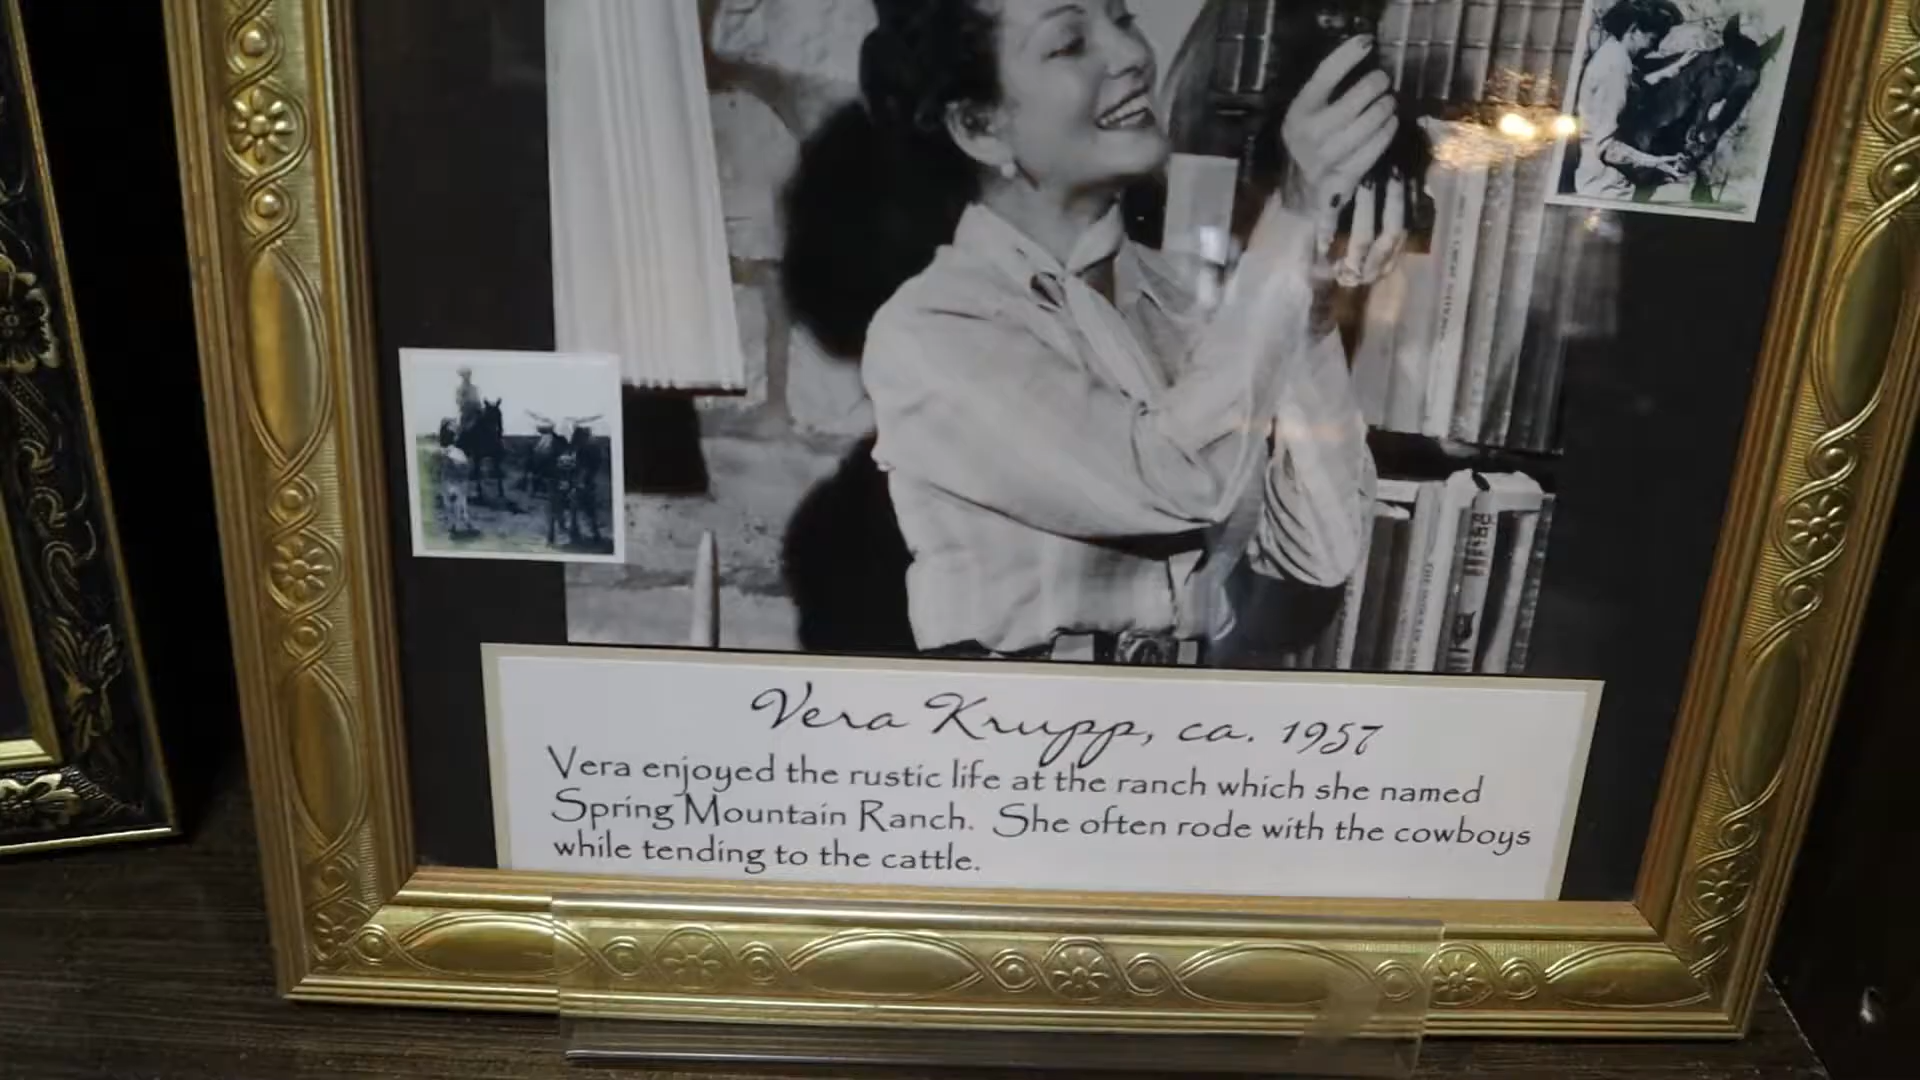 Vera Krupp, ca. 1957
Vera enjoyed the rustic life at the ranch which she named
Spring Mountain Ranch. She often rode with the cowboys
while tending to the cattle.